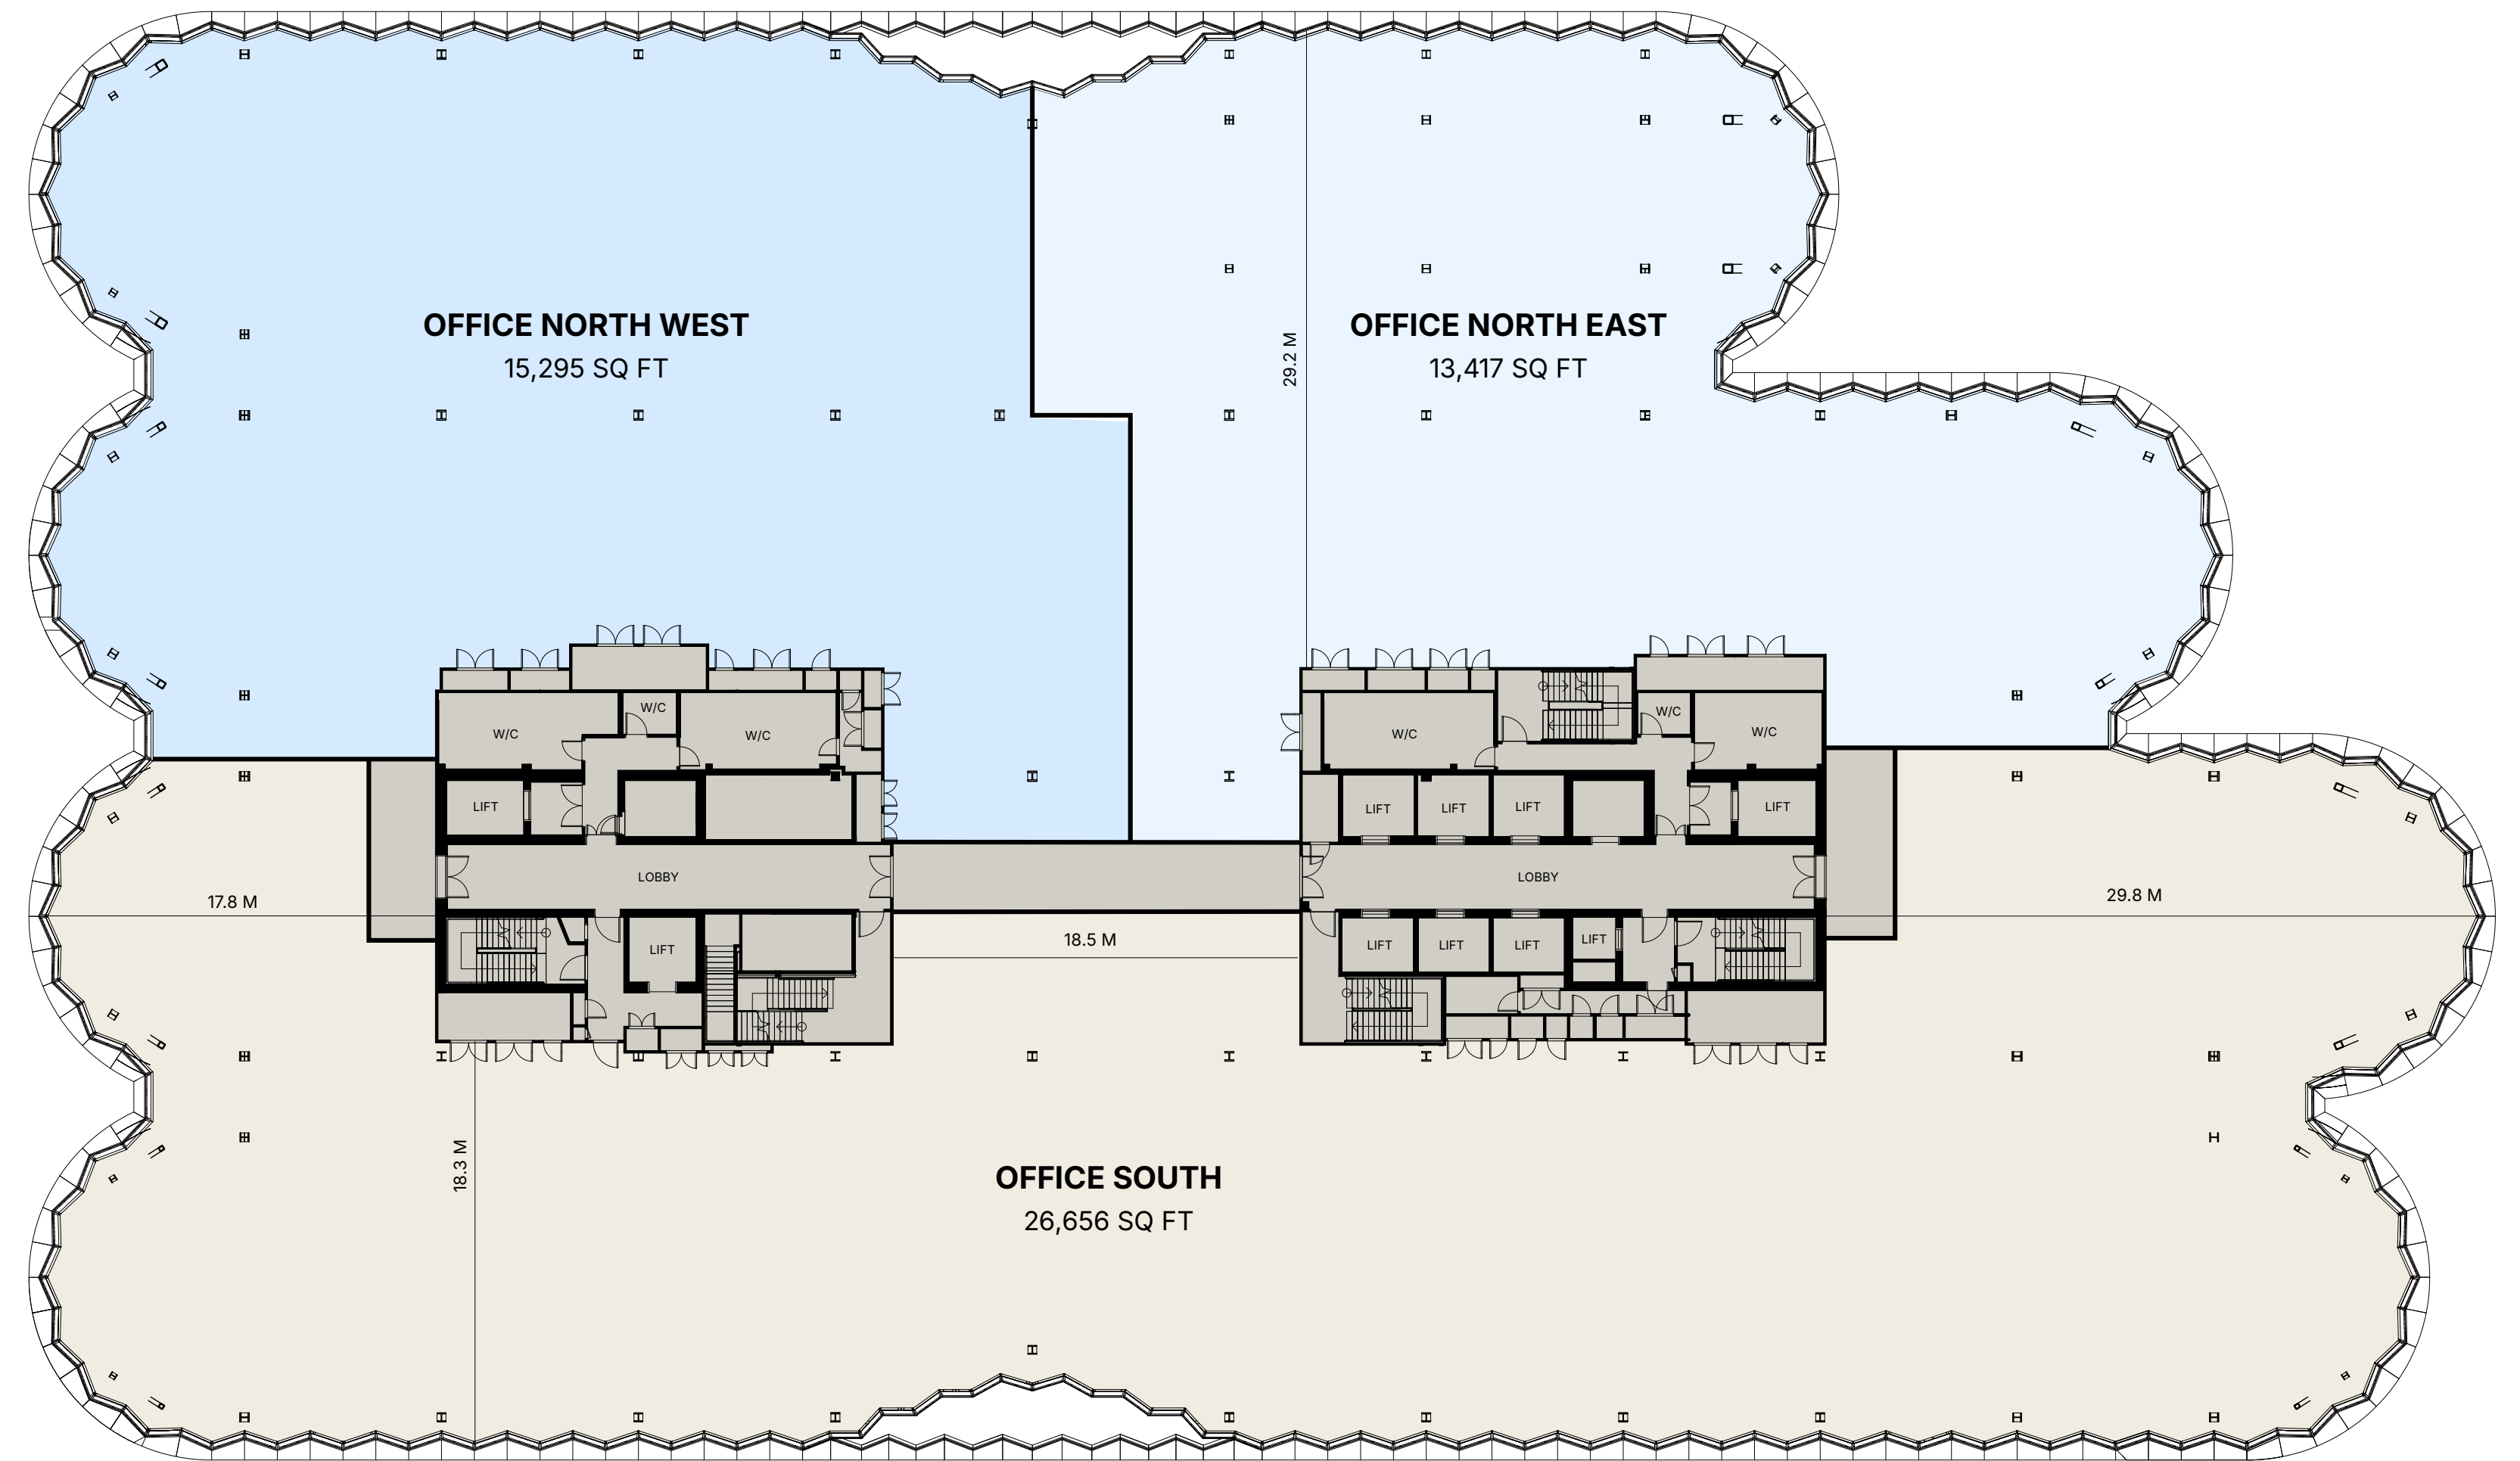 OFFICE NORTH WEST
15,295 SQ FT
OFFICE NORTH EAST
13,417 SQ FT
29.2 M
W/C
W/C
W/C
W/C
W/C
W/C
LIFT
LIFT
LIFT
LIFT
LIFT
LOBBY
LOBBY
17.8 M
29.8 M
18.5 M
LIFT
LIFT
LIFT
LIFT
LIFT
18.3 M
OFFICE SOUTH
26,656 SQ FT